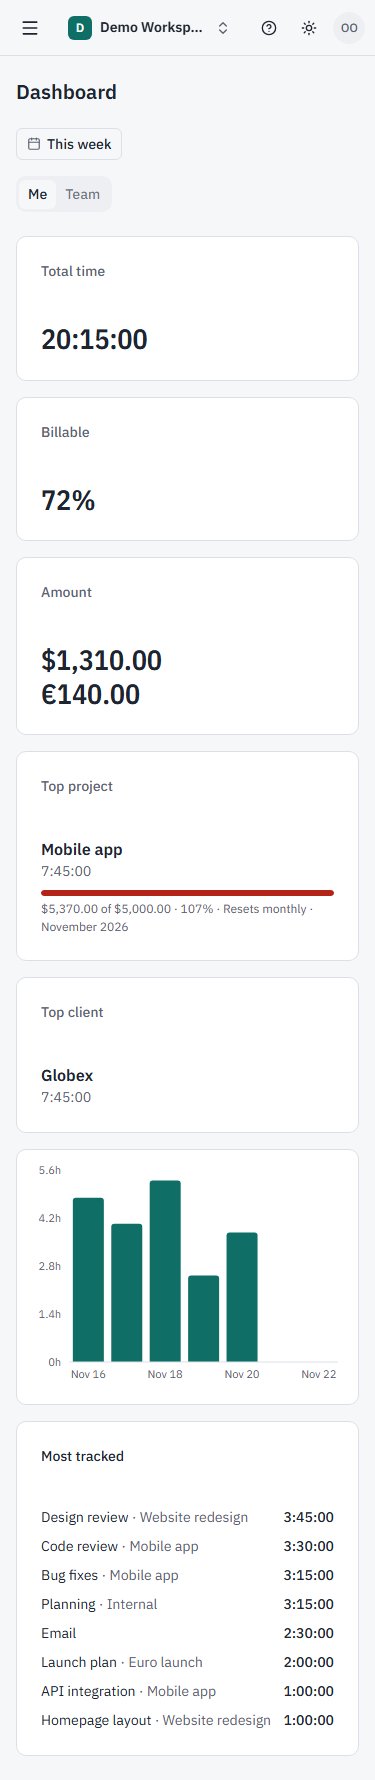 D Demo Worksp... OO
Dashboard
This week
Me Team
Total time
20:15:00
Billable
72%
Amount
$1,310.00
€140.00
Top project
Mobile app
7:45:00
$5,370.00 of $5,000.00 · 107% · Resets monthly ·
November 2026
Top client
Globex
7:45:00
5.6h
4.2h
2.8h
1.4h
0h
Nov 16 Nov 18 Nov 20 Nov 22
Most tracked
Design review · Website redesign 3:45:00
Code review · Mobile app 3:30:00
Bug fixes · Mobile app 3:15:00
Planning · Internal 3:15:00
Email 2:30:00
Launch plan · Euro launch 2:00:00
API integration · Mobile app 1:00:00
Homepage layout · Website redesign 1:00:00